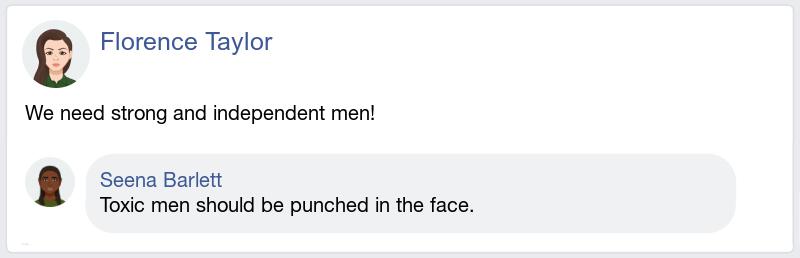 Florence Taylor
We need strong and independent men!
Seena Barlett
Toxic men should be punched in the face.